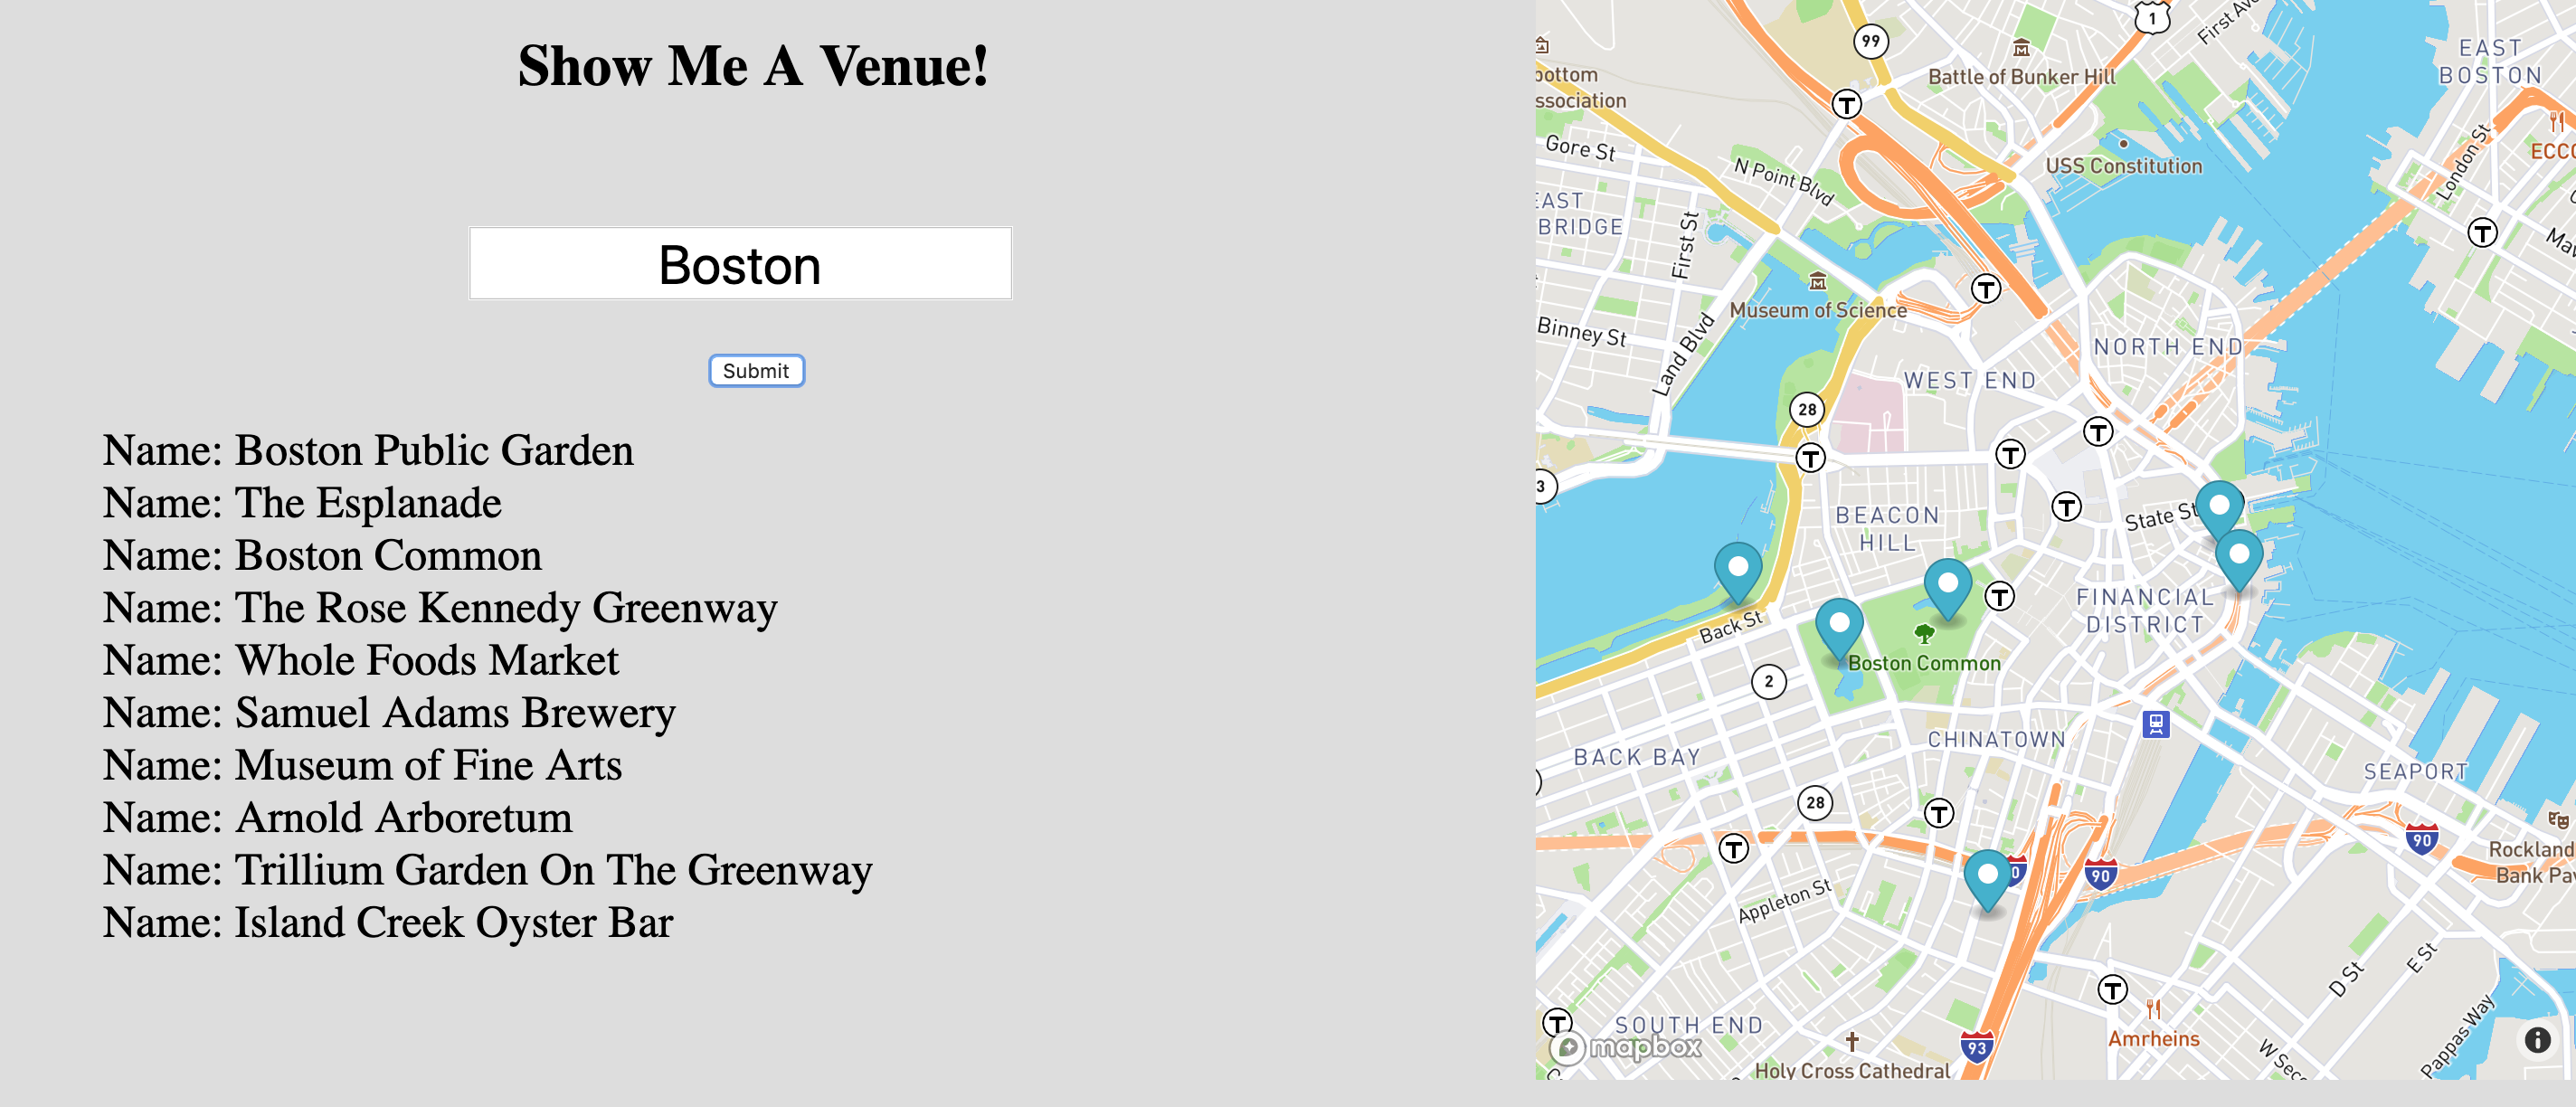 Show Me A Venue!
Boston
Submit
Name: Boston Public Garden
Name: The Esplanade
Name: Boston Common
Name: The Rose Kennedy Greenway
Name: Whole Foods Market
Name: Samuel Adams Brewery
Name: Museum of Fine Arts
Name: Arnold Arboretum
Name: Trillium Garden On The Greenway
Name: Island Creek Oyster Bar
1
First Av
99
EAST
BOSTON
Battle of Bunker Hill
T
bottom
ssociation
London St
ECCO
Gore St
N Point Blvd
USS Constitution
EAST
BRIDGE
First St
T
Museum of Science
T
Binney St
Land Blvd
NORTH END
WEST END
28
T
T
T
3
T
State St
BEACON
HILL
T
FINANCIAL
DISTRICT
Back St
Boston Common
2
CHINATOWN
BACK BAY
SEAPORT
28
T
T
90
90
Rockland
Bank Pa
Appleton St
D St
E St
T
T
SOUTH END
Amrheins
mapbox
93
Holy Cross Cathedral
W Seco
Pappas Way